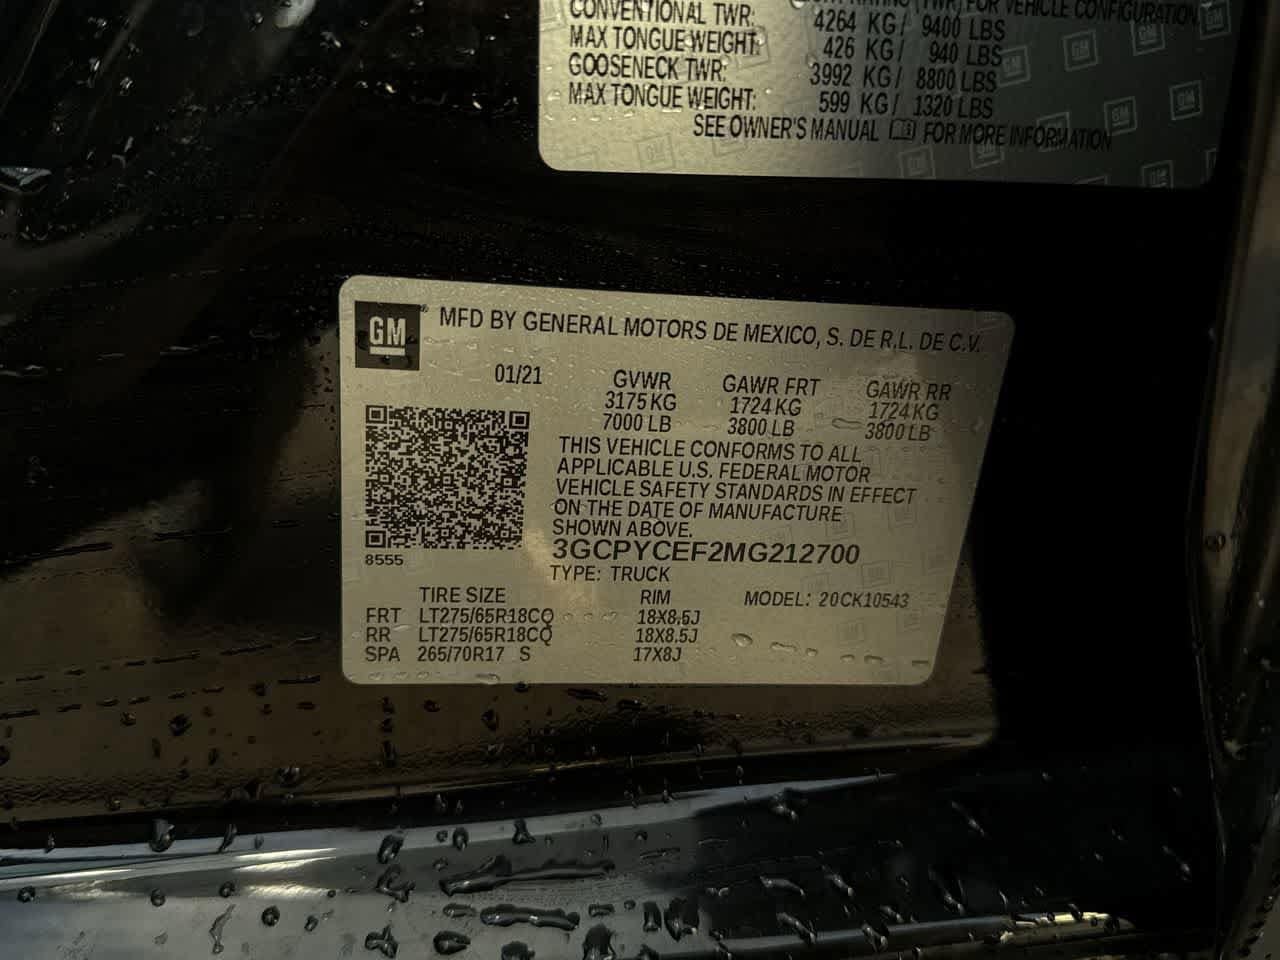 (TWR) FOR VEHICLE CONFIGURATION
CONVENTIONAL TWR: 4264 KG/ 9400 LBS
MAX TONGUE WEIGHT: 426 KG/ 940 LBS
GOOSENECK TWR: 3992 KG/ 8800 LBS
MAX TONGUE WEIGHT: 599 KG/ 1320 LBS
SEE OWNER'S MANUAL FOR MORE INFORMATION
GM® MFD BY GENERAL MOTORS DE MEXICO, S. DE R.L. DE C.V.
01/21 GVWR GAWR FRT GAWR RR
3175 KG 1724 KG 1724 KG
7000 LB 3800 LB 3800 LB
THIS VEHICLE CONFORMS TO ALL
APPLICABLE U.S. FEDERAL MOTOR
VEHICLE SAFETY STANDARDS IN EFFECT
ON THE DATE OF MANUFACTURE
SHOWN ABOVE.
8555 3GCPYCEF2MG212700
TYPE: TRUCK
TIRE SIZE RIM MODEL: 20CK10543
FRT LT275/65R18CQ 18X8.5J
RR LT275/65R18CQ 18X8.5J
SPA 265/70R17 S 17X8J